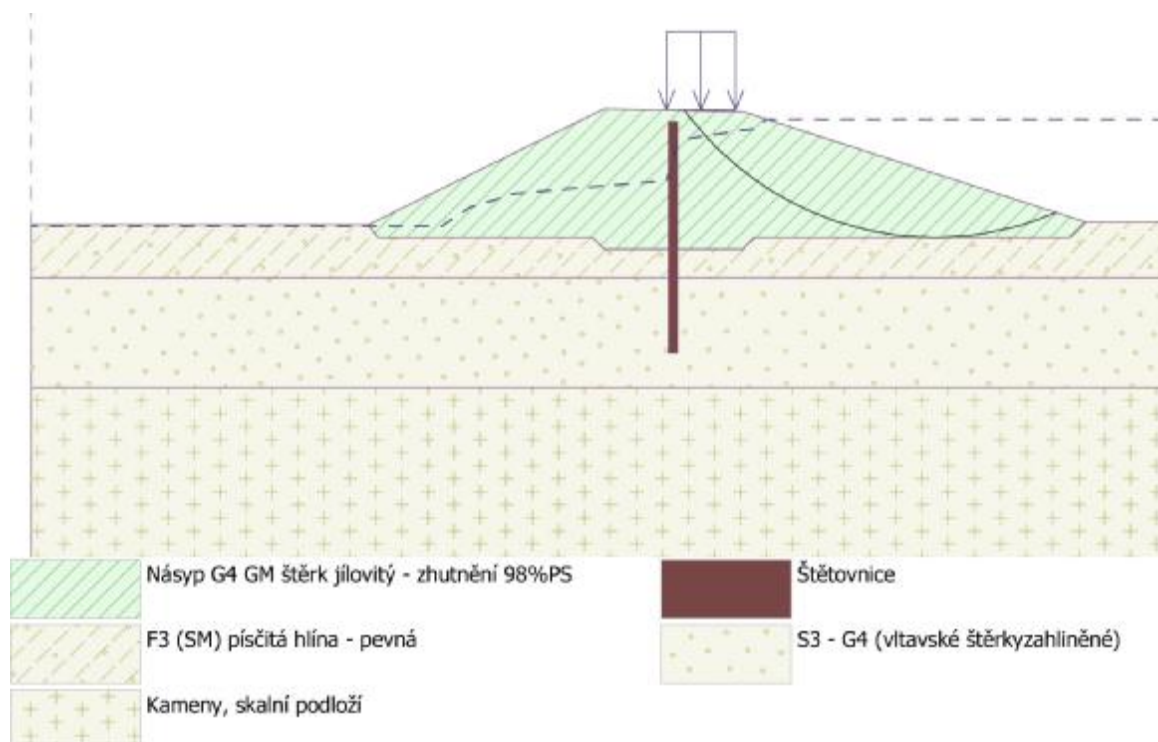 Násyp G4 GM štěrk jílovitý - zhutnění 98%PS
Štětovnice
F3 (SM) písčitá hlína - pevná
S3 - G4 (vltavské štěrkyzahliněné)
Kameny, skalní podloží